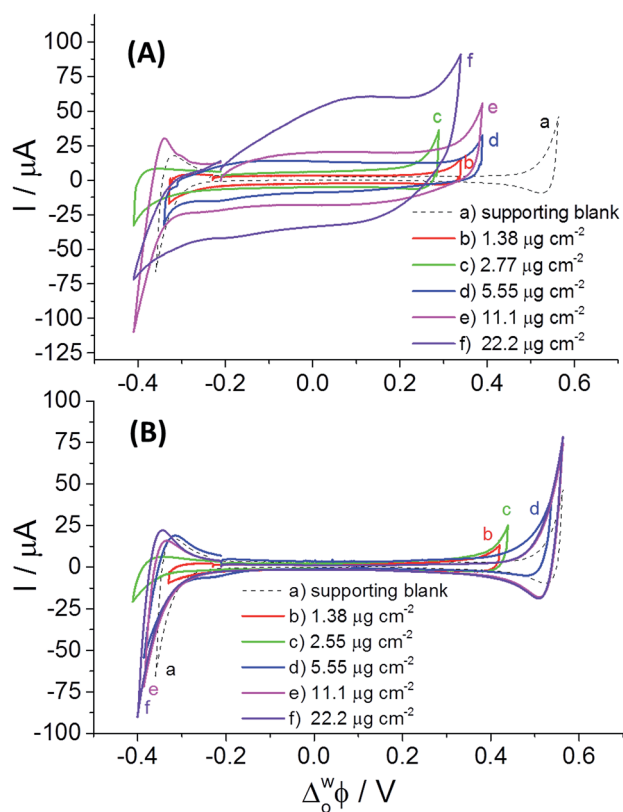 (A)
I / μA
100
75
50
25
0
-25
-50
-75
-100
-125
f
e
c
d
b
a
a) supporting blank
b) 1.38 μg cm⁻²
c) 2.77 μg cm⁻²
d) 5.55 μg cm⁻²
e) 11.1 μg cm⁻²
f) 22.2 μg cm⁻²
-0.4 -0.2 0.0 0.2 0.4 0.6
(B)
I / μA
75
50
25
0
-25
-50
-75
-100
d
c
b
a
e
f
a) supporting blank
b) 1.38 μg cm⁻²
c) 2.55 μg cm⁻²
d) 5.55 μg cm⁻²
e) 11.1 μg cm⁻²
f) 22.2 μg cm⁻²
-0.4 -0.2 0.0 0.2 0.4 0.6
Δ_o^w ϕ / V